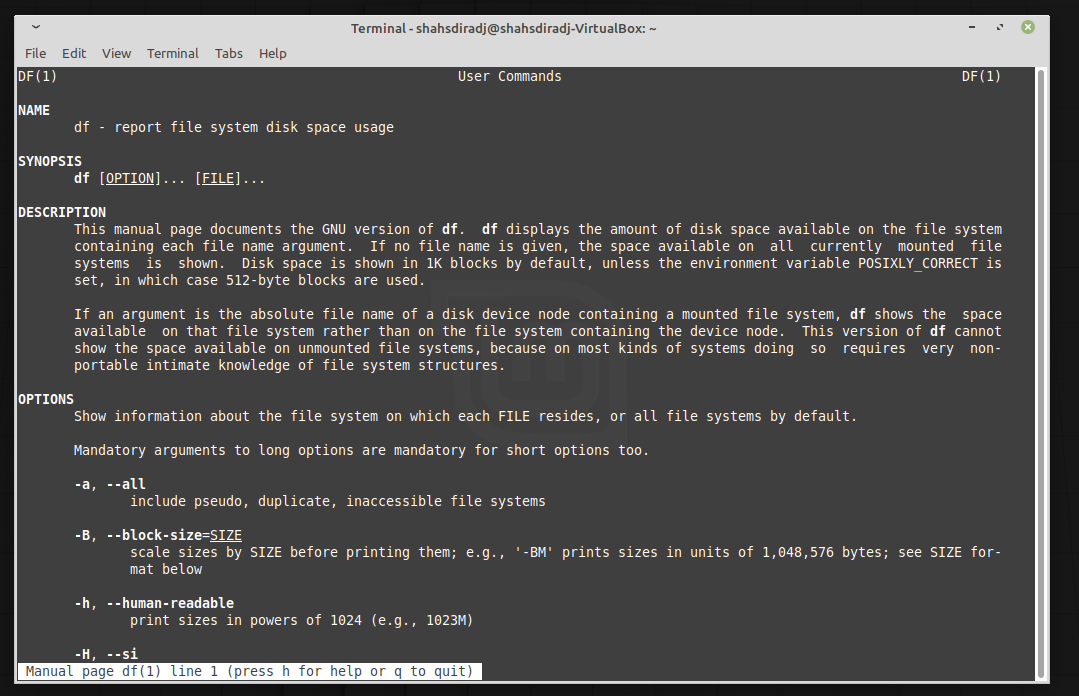 Terminal - shahsdiradj@shahsdiradj-VirtualBox: ~
File Edit View Terminal Tabs Help
DF(1) User Commands DF(1)
NAME
df - report file system disk space usage
SYNOPSIS
df [OPTION]... [FILE]...
DESCRIPTION
This manual page documents the GNU version of df.  df displays the amount of disk space available on the file system
containing each file name argument.  If no file name is given, the space available on  all  currently  mounted  file
systems  is  shown.  Disk space is shown in 1K blocks by default, unless the environment variable POSIXLY_CORRECT is
set, in which case 512-byte blocks are used.
If an argument is the absolute file name of a disk device node containing a mounted file system, df shows the  space
available  on that file system rather than on the file system containing the device node.  This version of df cannot
show the space available on unmounted file systems, because on most kinds of systems doing  so  requires  very  non-
portable intimate knowledge of file system structures.
OPTIONS
Show information about the file system on which each FILE resides, or all file systems by default.
Mandatory arguments to long options are mandatory for short options too.
-a, --all
include pseudo, duplicate, inaccessible file systems
-B, --block-size=SIZE
scale sizes by SIZE before printing them; e.g., '-BM' prints sizes in units of 1,048,576 bytes; see SIZE for-
mat below
-h, --human-readable
print sizes in powers of 1024 (e.g., 1023M)
-H, --si
Manual page df(1) line 1 (press h for help or q to quit)